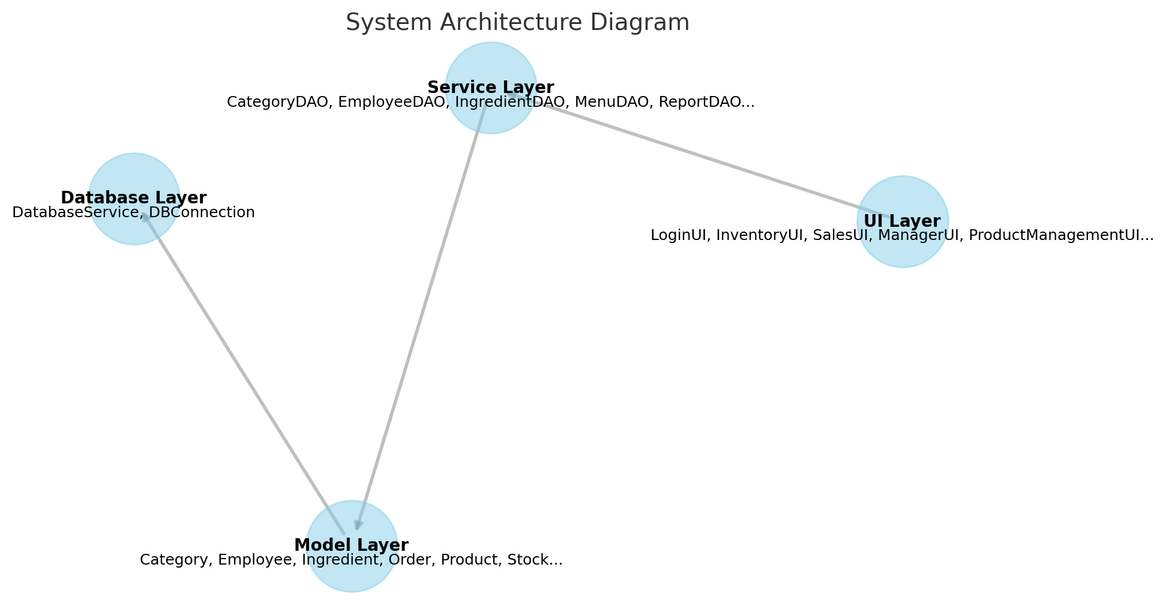 System Architecture Diagram
Service Layer
CategoryDAO, EmployeeDAO, IngredientDAO, MenuDAO, ReportDAO...
Database Layer
DatabaseService, DBConnection
UI Layer
LoginUI, InventoryUI, SalesUI, ManagerUI, ProductManagementUI...
Model Layer
Category, Employee, Ingredient, Order, Product, Stock...